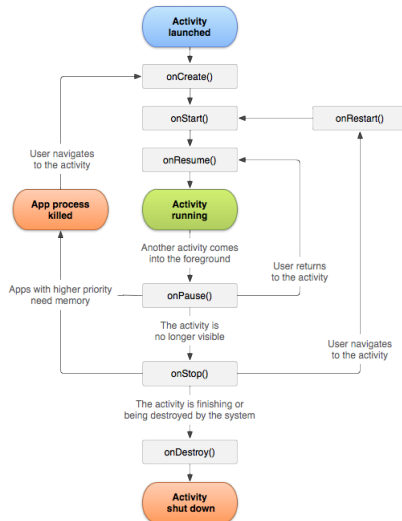 Activity
launched
onCreate()
onStart()
onRestart()
User navigates
to the activity
onResume()
App process
killed
Activity
running
Another activity comes
into the foreground
User returns
to the activity
Apps with higher priority
need memory
onPause()
The activity is
no longer visible
User navigates
to the activity
onStop()
The activity is finishing or
being destroyed by the system
onDestroy()
Activity
shut down